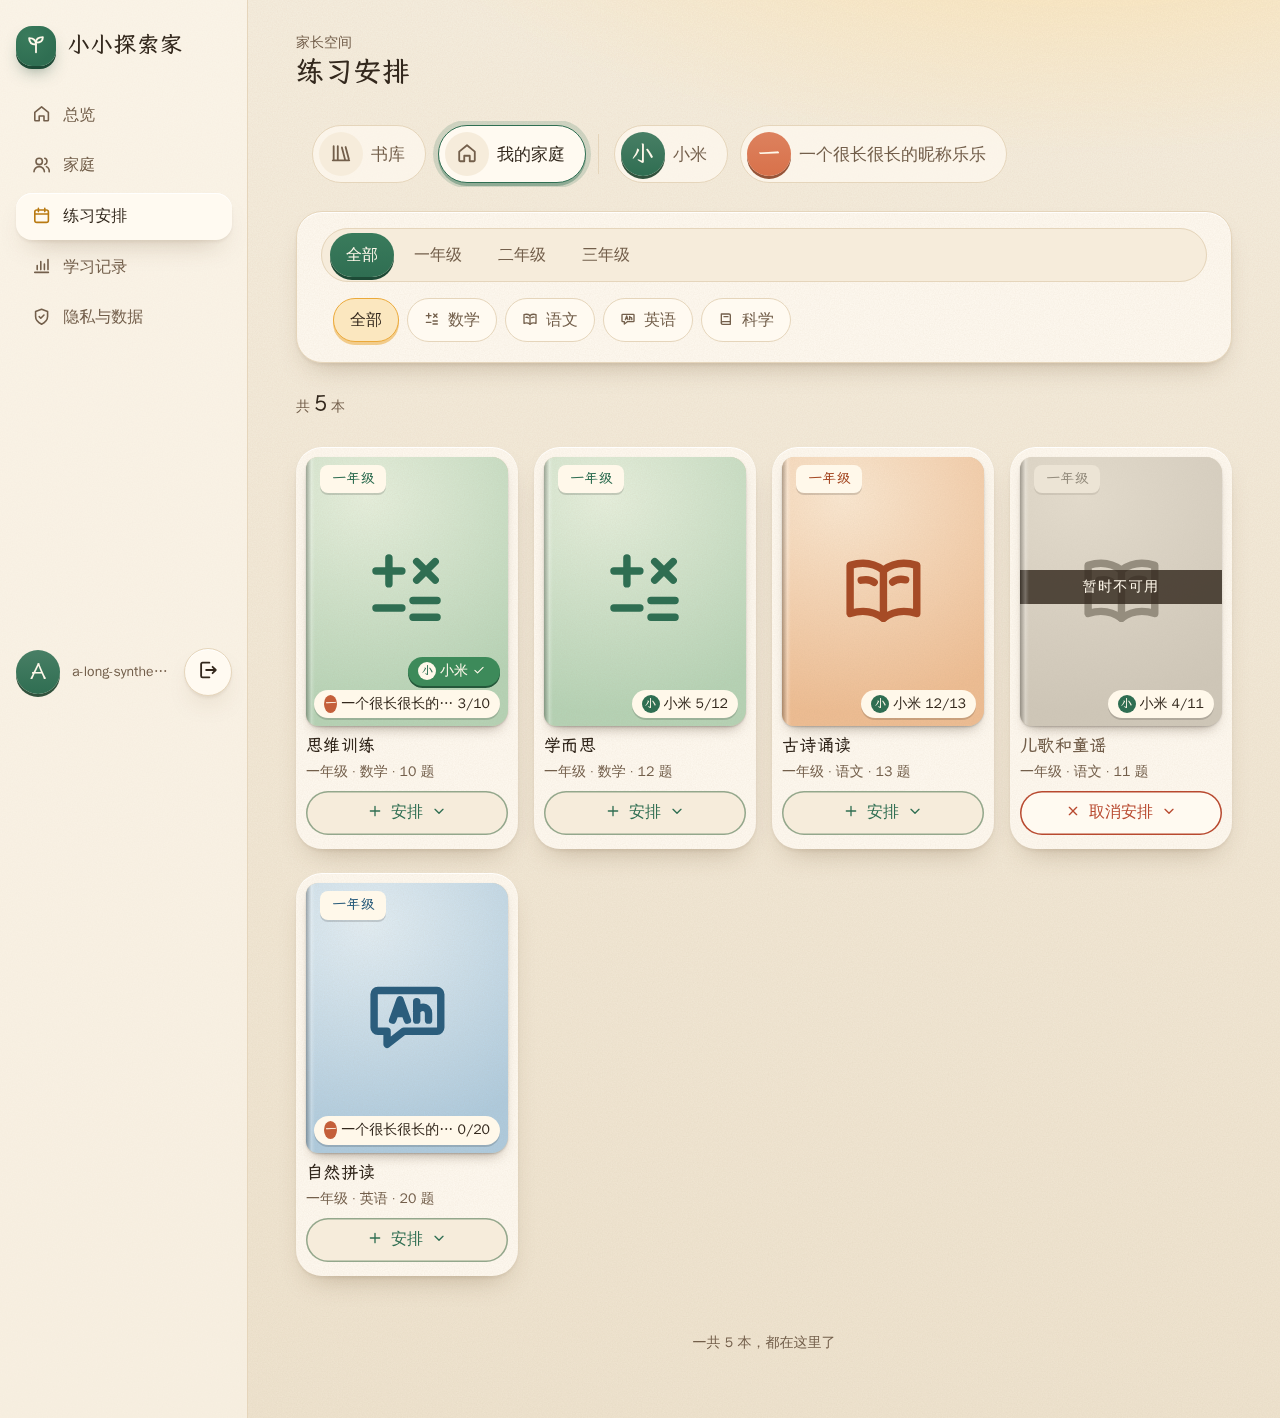 小小探索家
总览
家庭
练习安排
学习记录
隐私与数据
A a-long-synthe…
家长空间
练习安排
书库 我的家庭 小 小米 一 一个很长很长的昵称乐乐
全部 一年级 二年级 三年级
全部 数学 语文 英语 科学
共 5 本
一年级
小 小米 ✓
一 一个很长很长的… 3/10
思维训练
一年级 · 数学 · 10 题
+ 安排
一年级
小 小米 5/12
学而思
一年级 · 数学 · 12 题
+ 安排
一年级
小 小米 12/13
古诗诵读
一年级 · 语文 · 13 题
+ 安排
一年级
暂时不可用
小 小米 4/11
儿歌和童谣
一年级 · 语文 · 11 题
× 取消安排
一年级
Ah
一 一个很长很长的… 0/20
自然拼读
一年级 · 英语 · 20 题
+ 安排
一共 5 本，都在这里了